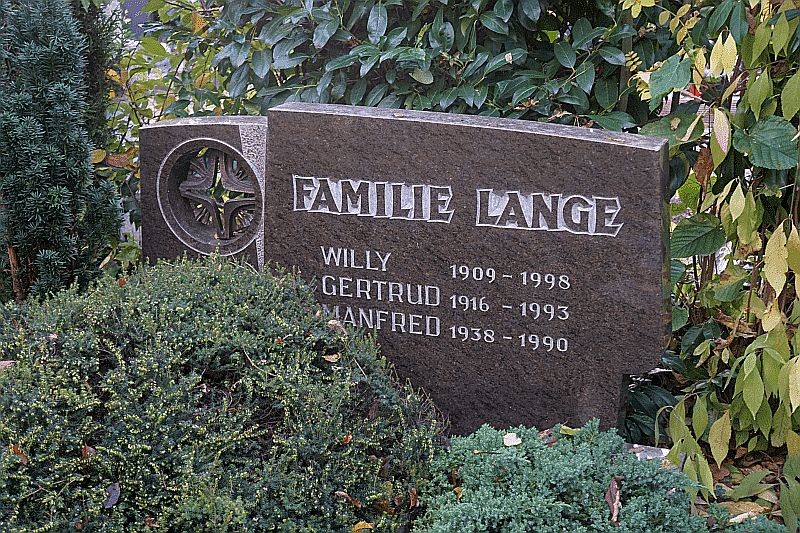 FAMILIE LANGE
WILLY 1909 - 1998
GERTRUD 1916 - 1993
MANFRED 1938 - 1990